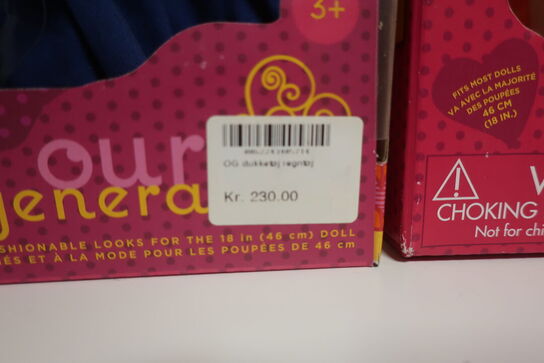 3+
our
genera
OG dukketøj regntøj
Kr. 230.00
SHIONABLE LOOKS FOR THE 18 in (46 cm) DOLL
ÉS ET À LA MODE POUR LES POUPÉES DE 46 cm
FITS MOST DOLLS
VA AVEC LA MAJORITÉ
DES POUPÉES
46 CM
(18 IN.)
CHOKING
Not for chi